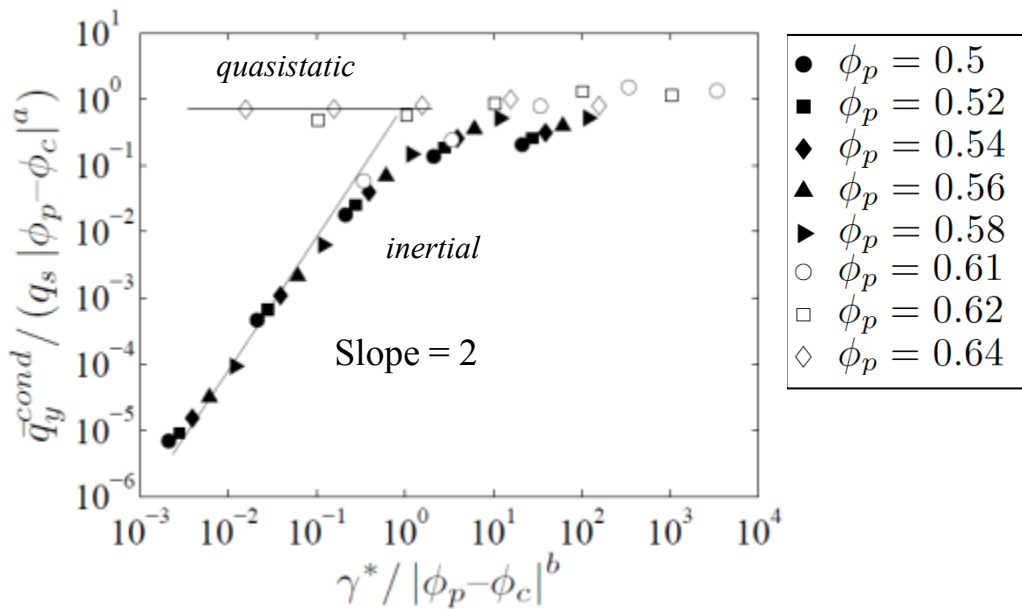 10^1
10^0
10^-1
10^-2
10^-3
10^-4
10^-5
10^-6
q̄_y^cond / (q_s |ϕ_p−ϕ_c|^a)
quasistatic
inertial
Slope = 2
10^-3 10^-2 10^-1 10^0 10^1 10^2 10^3 10^4
γ^* / |ϕ_p−ϕ_c|^b
ϕ_p = 0.5
ϕ_p = 0.52
ϕ_p = 0.54
ϕ_p = 0.56
ϕ_p = 0.58
ϕ_p = 0.61
ϕ_p = 0.62
ϕ_p = 0.64